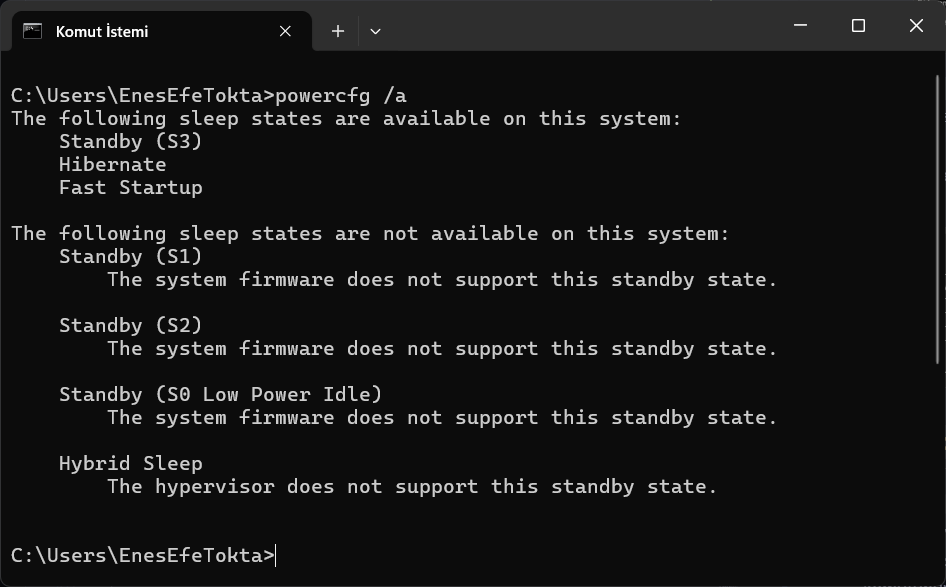 Komut İstemi
C:\Users\EnesEfeTokta>powercfg /a
The following sleep states are available on this system:
    Standby (S3)
    Hibernate
    Fast Startup

The following sleep states are not available on this system:
    Standby (S1)
        The system firmware does not support this standby state.

    Standby (S2)
        The system firmware does not support this standby state.

    Standby (S0 Low Power Idle)
        The system firmware does not support this standby state.

    Hybrid Sleep
        The hypervisor does not support this standby state.

C:\Users\EnesEfeTokta>